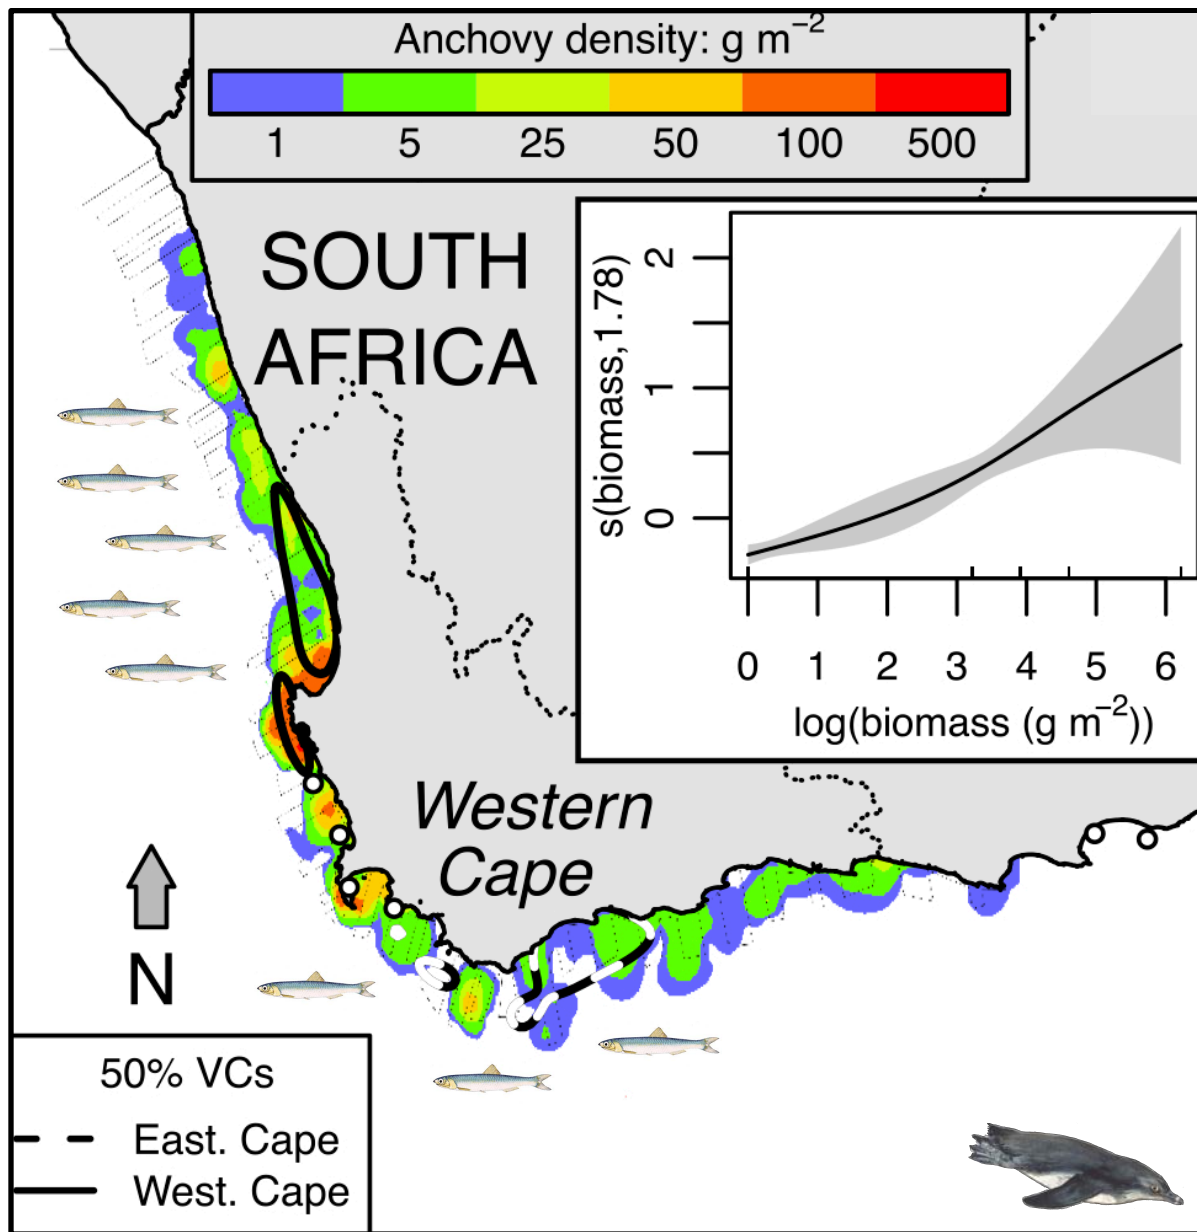 Anchovy density: g m⁻²
1 5 25 50 100 500
SOUTH
AFRICA
s(biomass,1.78)
2
1
0
0 1 2 3 4 5 6
log(biomass (g m⁻²))
Western
Cape
N
50% VCs
East. Cape
West. Cape